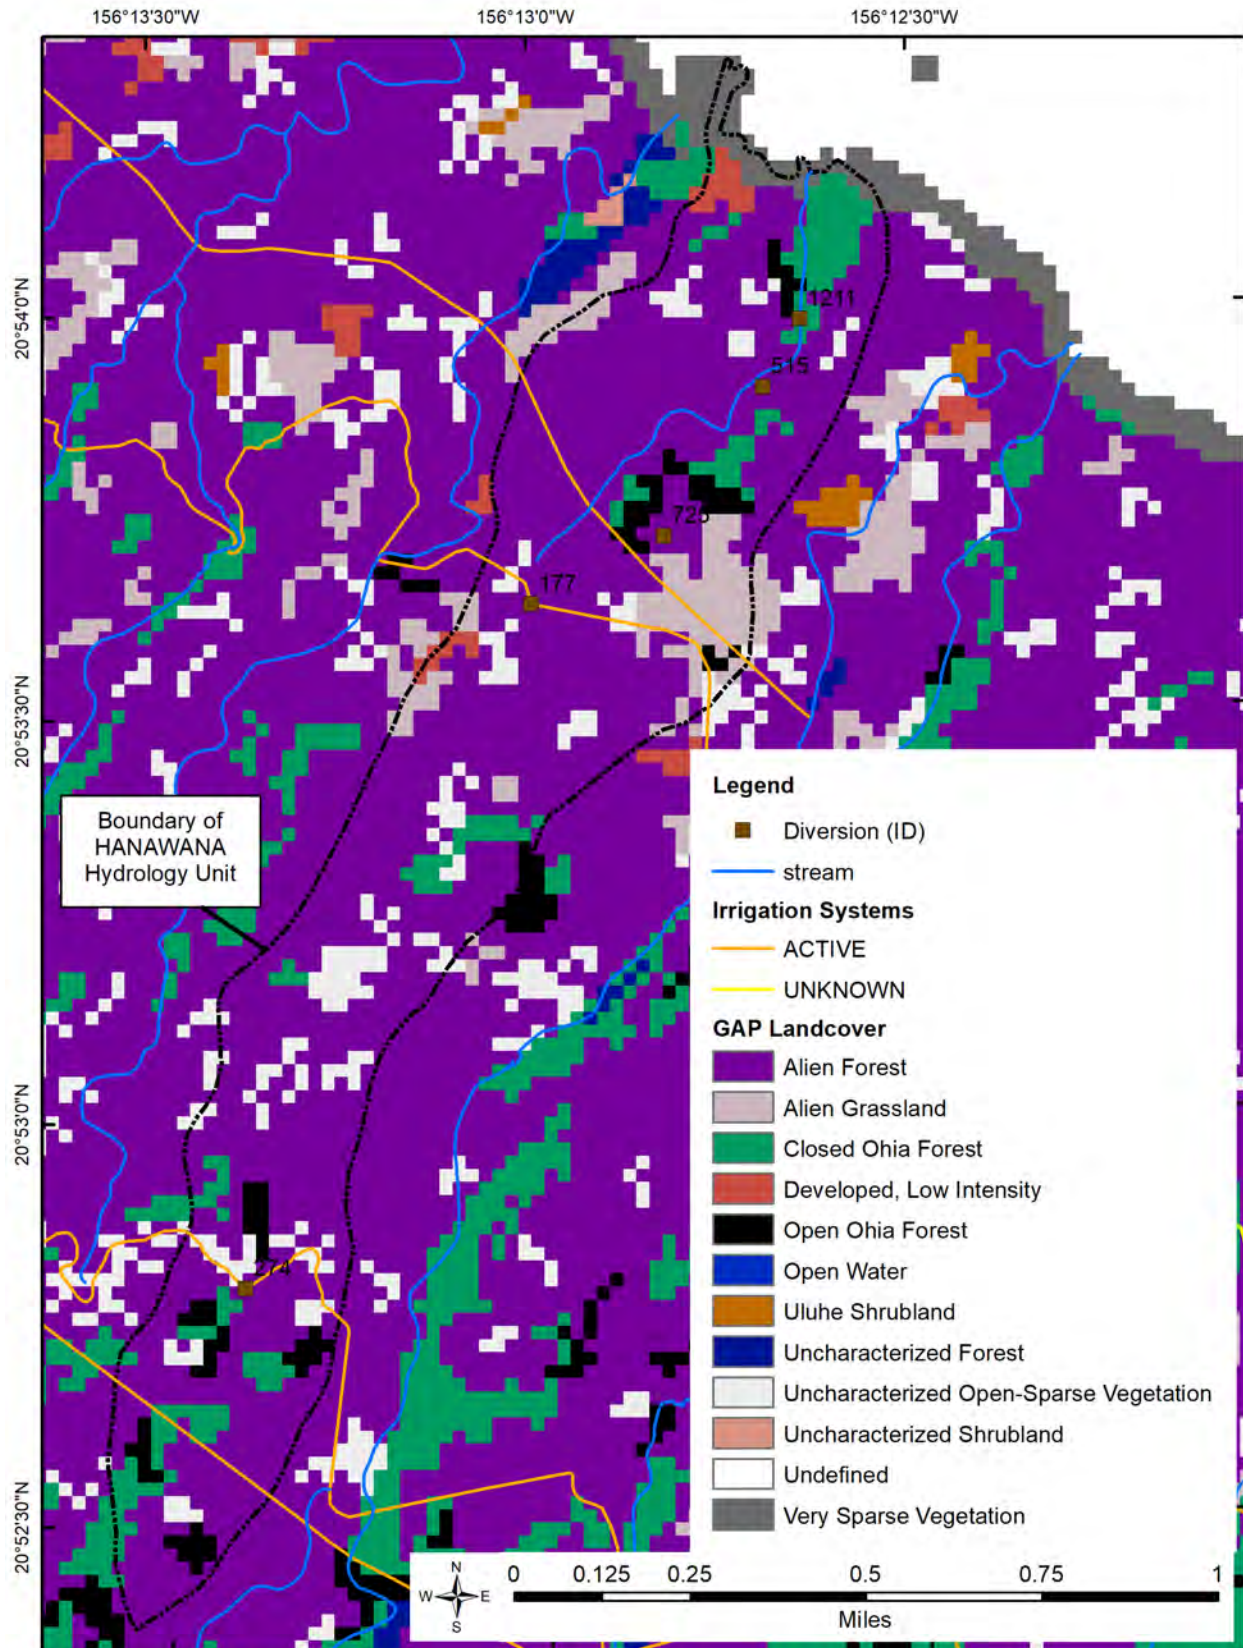 156°13'30"W
156°13'0"W
156°12'30"W
20°54'0"N
20°53'30"N
20°53'0"N
20°52'30"N
1211
515
725
177
274
Boundary of
HANAWANA
Hydrology Unit
Legend
Diversion (ID)
stream
Irrigation Systems
ACTIVE
UNKNOWN
GAP Landcover
Alien Forest
Alien Grassland
Closed Ohia Forest
Developed, Low Intensity
Open Ohia Forest
Open Water
Uluhe Shrubland
Uncharacterized Forest
Uncharacterized Open-Sparse Vegetation
Uncharacterized Shrubland
Undefined
Very Sparse Vegetation
N
W E
S
0 0.125 0.25 0.5 0.75 1
Miles